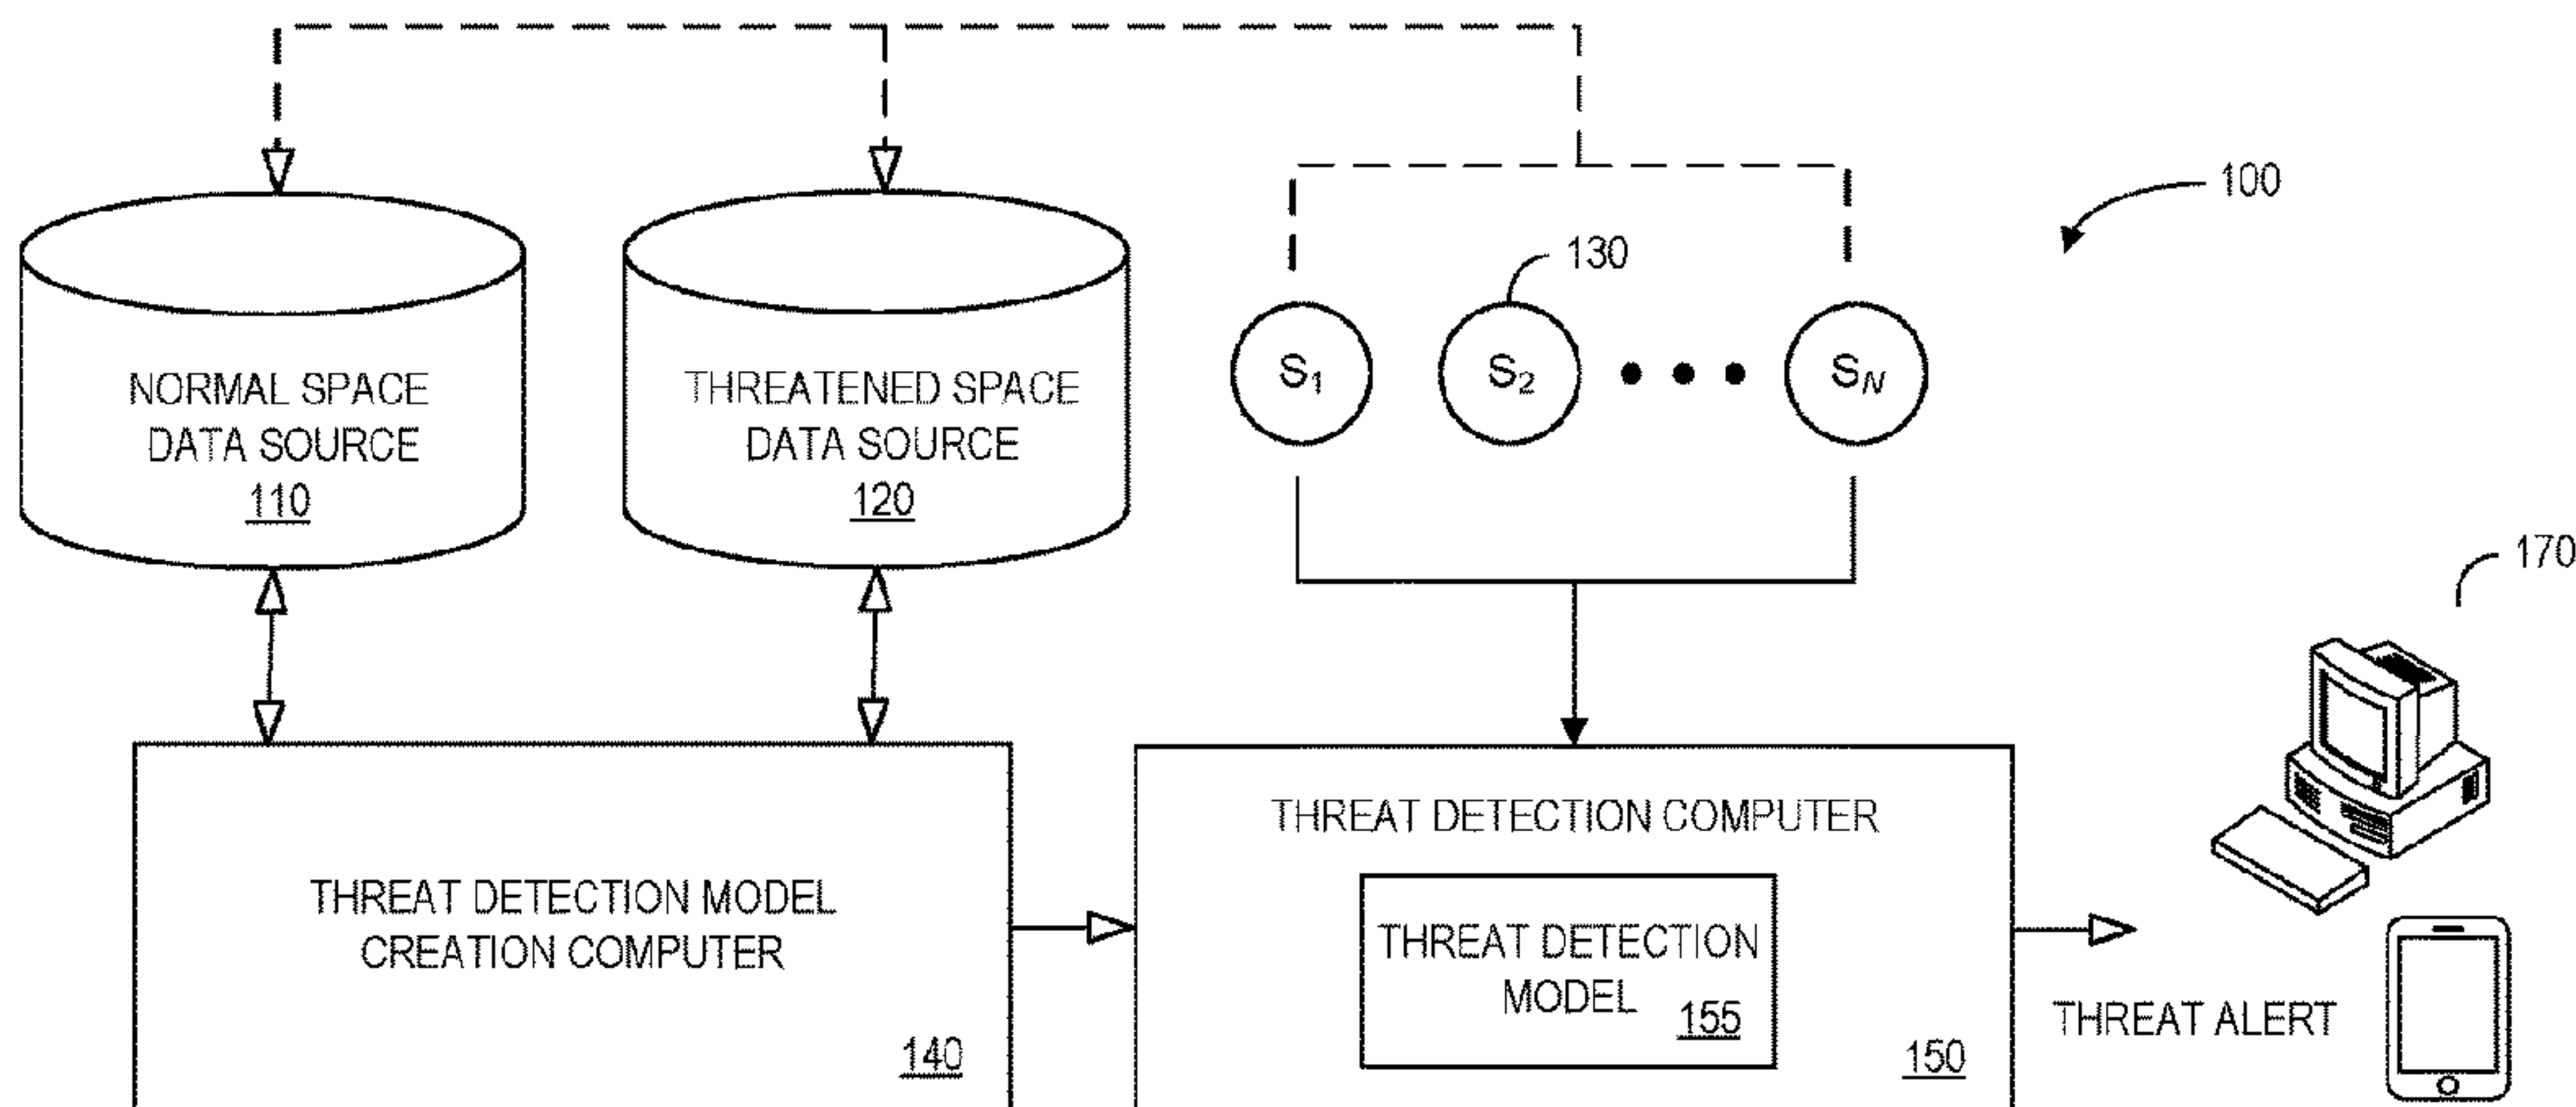 100
130
NORMAL SPACE
DATA SOURCE
110
THREATENED SPACE
DATA SOURCE
120
S1
S2
SN
170
THREAT DETECTION MODEL
CREATION COMPUTER
140
THREAT DETECTION COMPUTER
THREAT DETECTION
MODEL
155
150
THREAT ALERT